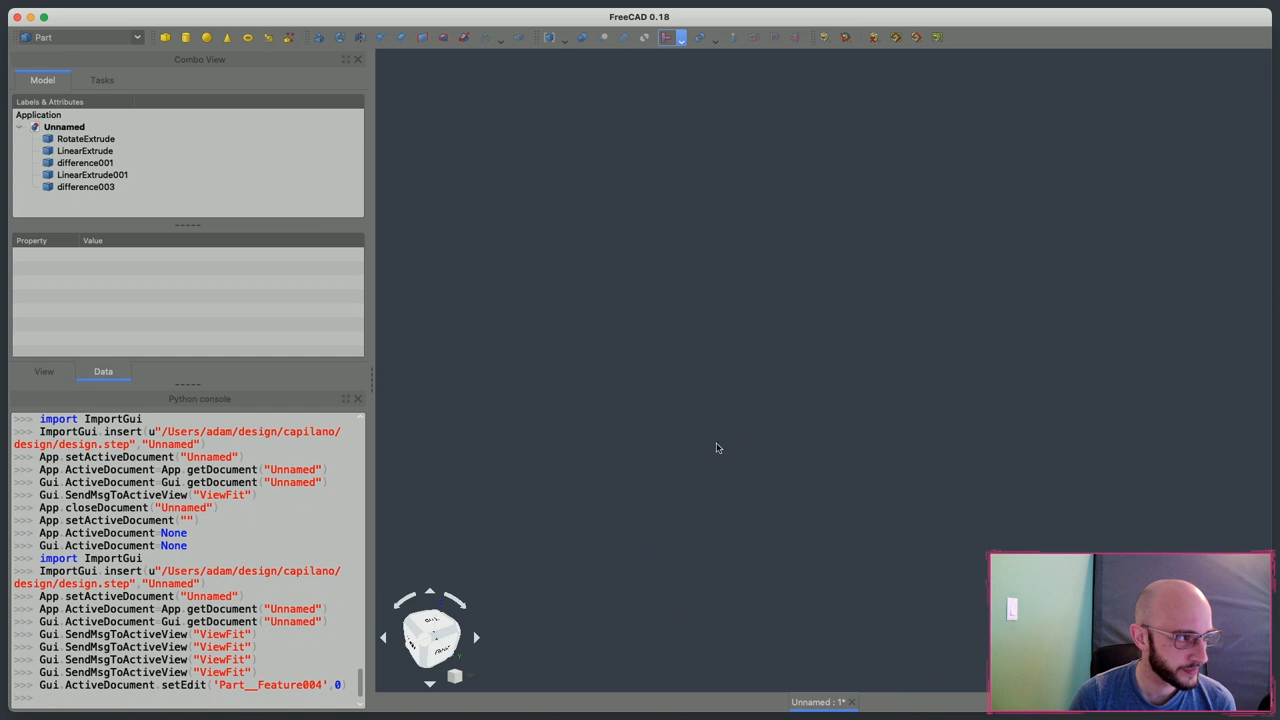 FreeCAD 0.18
Part
Combo View
Model
Tasks
Labels & Attributes
Application
Unnamed
RotateExtrude
LinearExtrude
difference001
LinearExtrude001
difference003
Property
Value
View
Data
Python console
>>> import ImportGui
>>> ImportGui.insert(u"/Users/adam/design/capilano/
design/design.step","Unnamed")
>>> App.setActiveDocument("Unnamed")
>>> App.ActiveDocument=App.getDocument("Unnamed")
>>> Gui.ActiveDocument=Gui.getDocument("Unnamed")
>>> Gui.SendMsgToActiveView("ViewFit")
>>> App.closeDocument("Unnamed")
>>> App.setActiveDocument("")
>>> App.ActiveDocument=None
>>> Gui.ActiveDocument=None
>>> import ImportGui
>>> ImportGui.insert(u"/Users/adam/design/capilano/
design/design.step","Unnamed")
>>> App.setActiveDocument("Unnamed")
>>> App.ActiveDocument=App.getDocument("Unnamed")
>>> Gui.ActiveDocument=Gui.getDocument("Unnamed")
>>> Gui.SendMsgToActiveView("ViewFit")
>>> Gui.SendMsgToActiveView("ViewFit")
>>> Gui.SendMsgToActiveView("ViewFit")
>>> Gui.SendMsgToActiveView("ViewFit")
>>> Gui.ActiveDocument.setEdit('Part__Feature004',0)
>>>
Unnamed : 1*